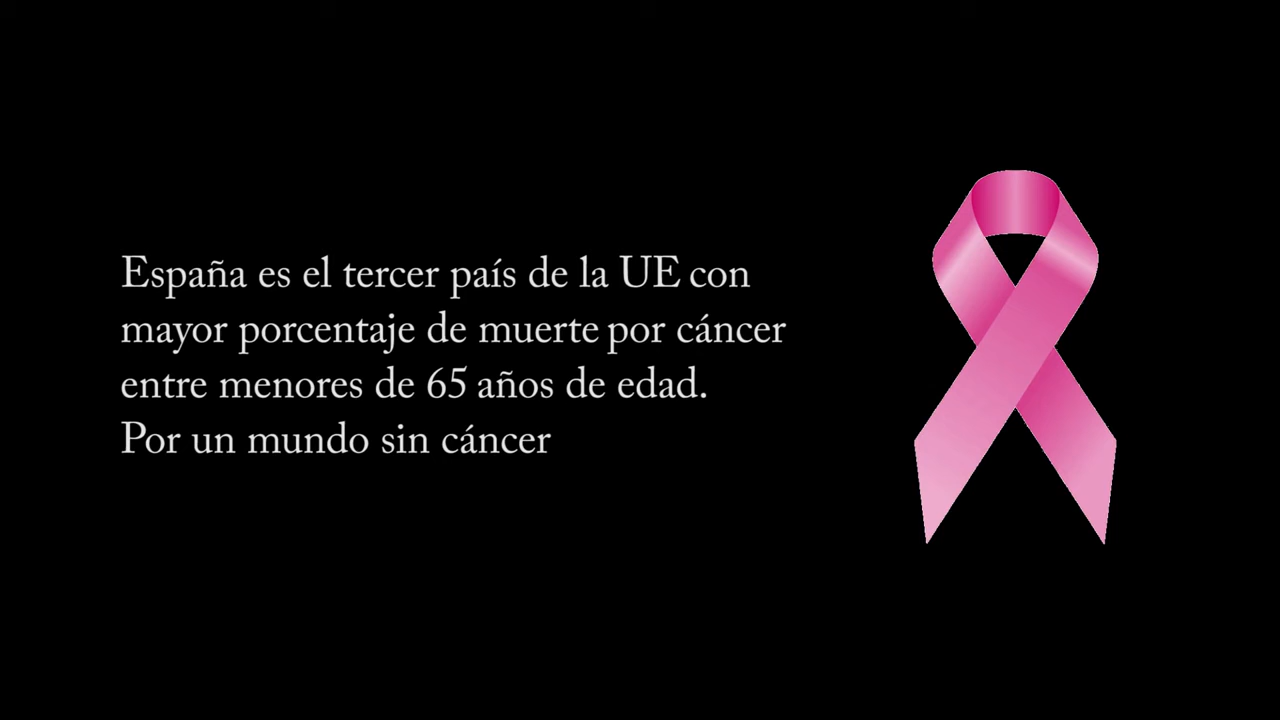 España es el tercer país de la UE con
mayor porcentaje de muerte por cáncer
entre menores de 65 años de edad.
Por un mundo sin cáncer